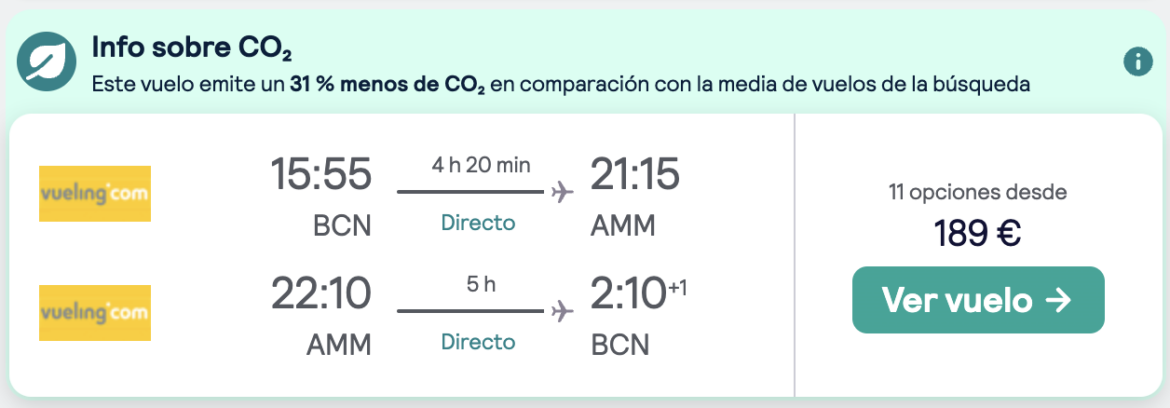 Info sobre CO₂
Este vuelo emite un 31 % menos de CO₂ en comparación con la media de vuelos de la búsqueda
vueling.com
15:55
4 h 20 min
21:15
BCN
Directo
AMM
vueling.com
22:10
5 h
2:10+1
AMM
Directo
BCN
11 opciones desde
189 €
Ver vuelo →